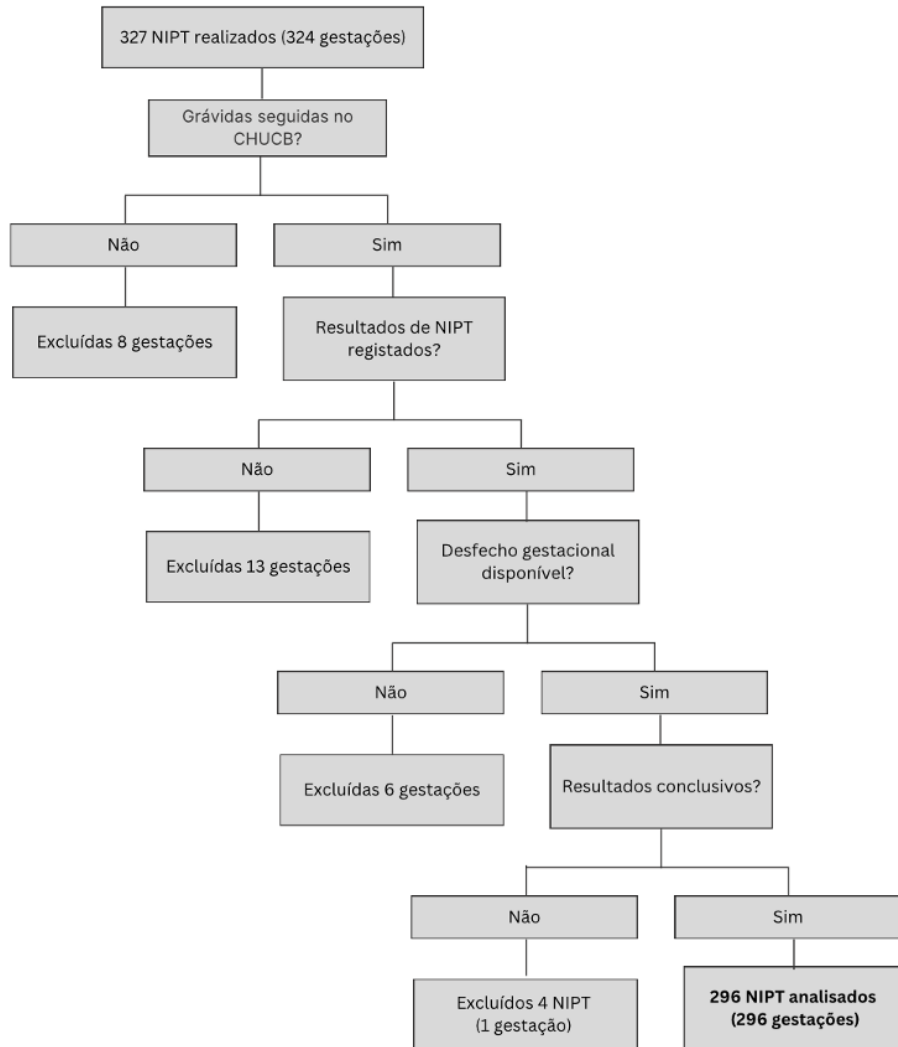 327 NIPT realizados (324 gestações)
Grávidas seguidas no
CHUCB?
Não
Sim
Excluídas 8 gestações
Resultados de NIPT
registados?
Não
Sim
Excluídas 13 gestações
Desfecho gestacional
disponível?
Não
Sim
Excluídas 6 gestações
Resultados conclusivos?
Não
Sim
Excluídos 4 NIPT
(1 gestação)
296 NIPT analisados
(296 gestações)